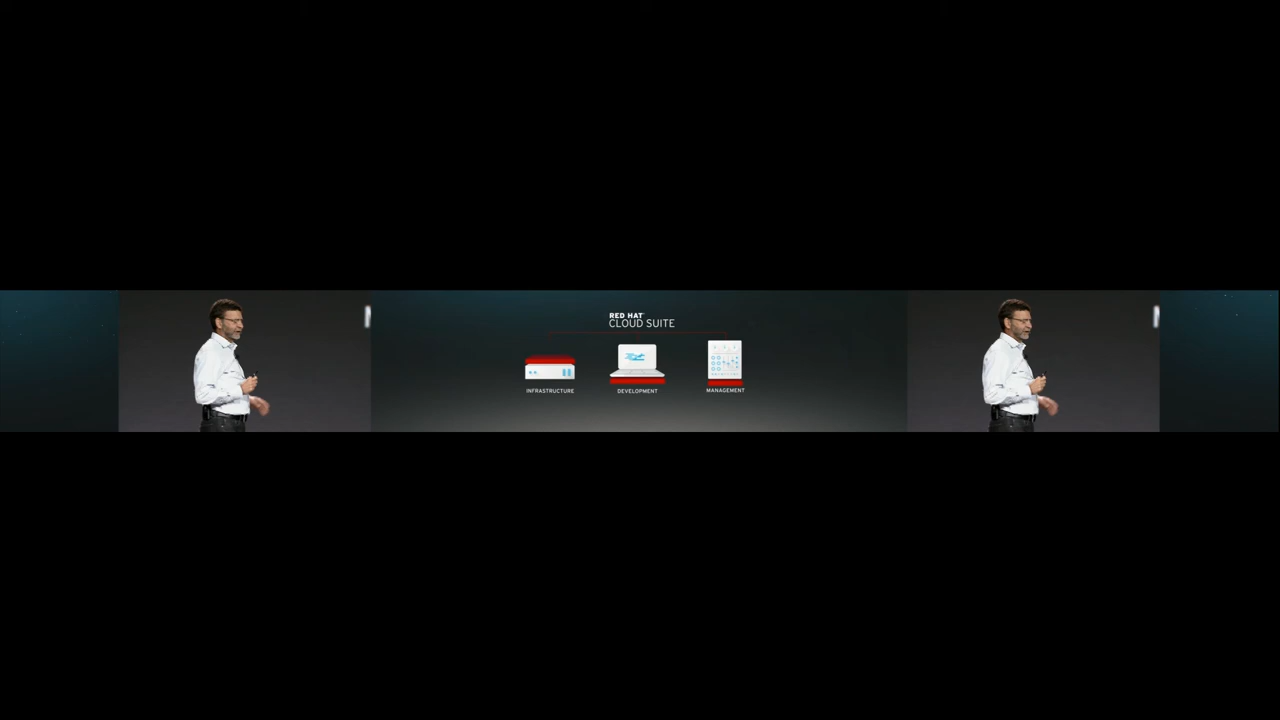 RED HAT
CLOUD SUITE
INFRASTRUCTURE
DEVELOPMENT
MANAGEMENT